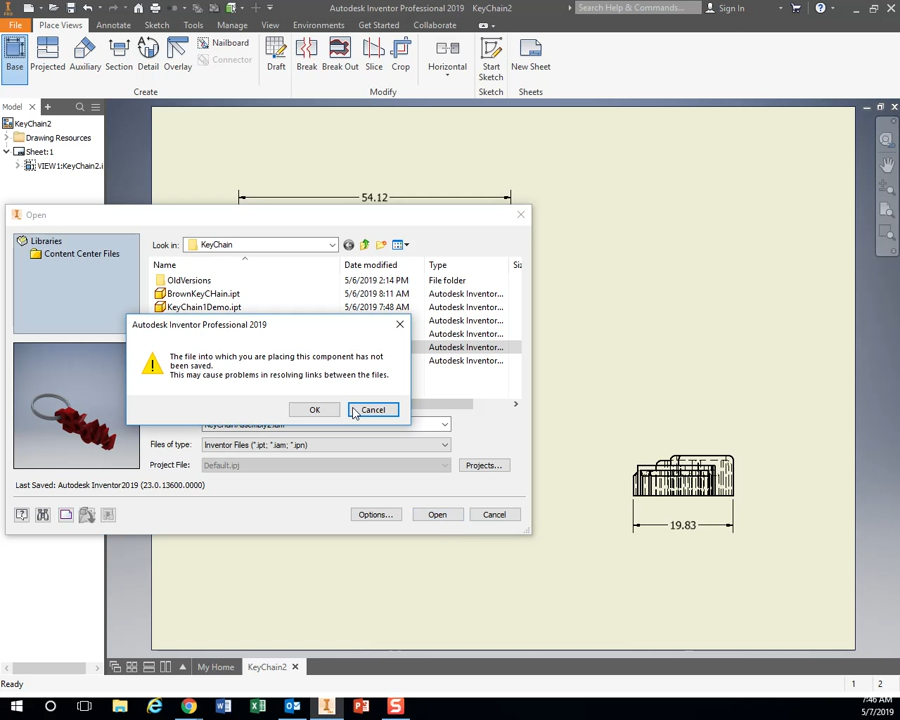 Autodesk Inventor Professional 2019 KeyChain2
Search Help & Commands...
Sign In
File Place Views Annotate Sketch Tools Manage View Environments Get Started Collaborate
Base Projected Auxiliary Section Detail Overlay
Nailboard
Connector
Draft Break Break Out Slice Crop Horizontal
Start
Sketch
New Sheet
Create Modify Sketch Sheets
Model
KeyChain2
Drawing Resources
Sheet:1
VIEW1:KeyChain2.i
54.12
Open
Libraries
Content Center Files
Look in: KeyChain
Name Date modified Type Siz
OldVersions 5/6/2019 2:14 PM File folder
BrownKeyCHain.ipt 5/6/2019 8:11 AM Autodesk Inventor...
KeyChain1Demo.ipt 5/6/2019 7:48 AM Autodesk Inventor...
Autodesk Inventor...
Autodesk Inventor...
Autodesk Inventor...
Autodesk Inventor Professional 2019
The file into which you are placing this component has not
been saved.
This may cause problems in resolving links between the files.
OK Cancel
Files of type: Inventor Files (*.ipt; *.iam; *.ipn)
Project File: Default.ipj Projects...
Last Saved: Autodesk Inventor2019 (23.0.13600.0000)
Options... Open Cancel
19.83
My Home KeyChain2
Ready 1 2
7:46 AM
5/7/2019